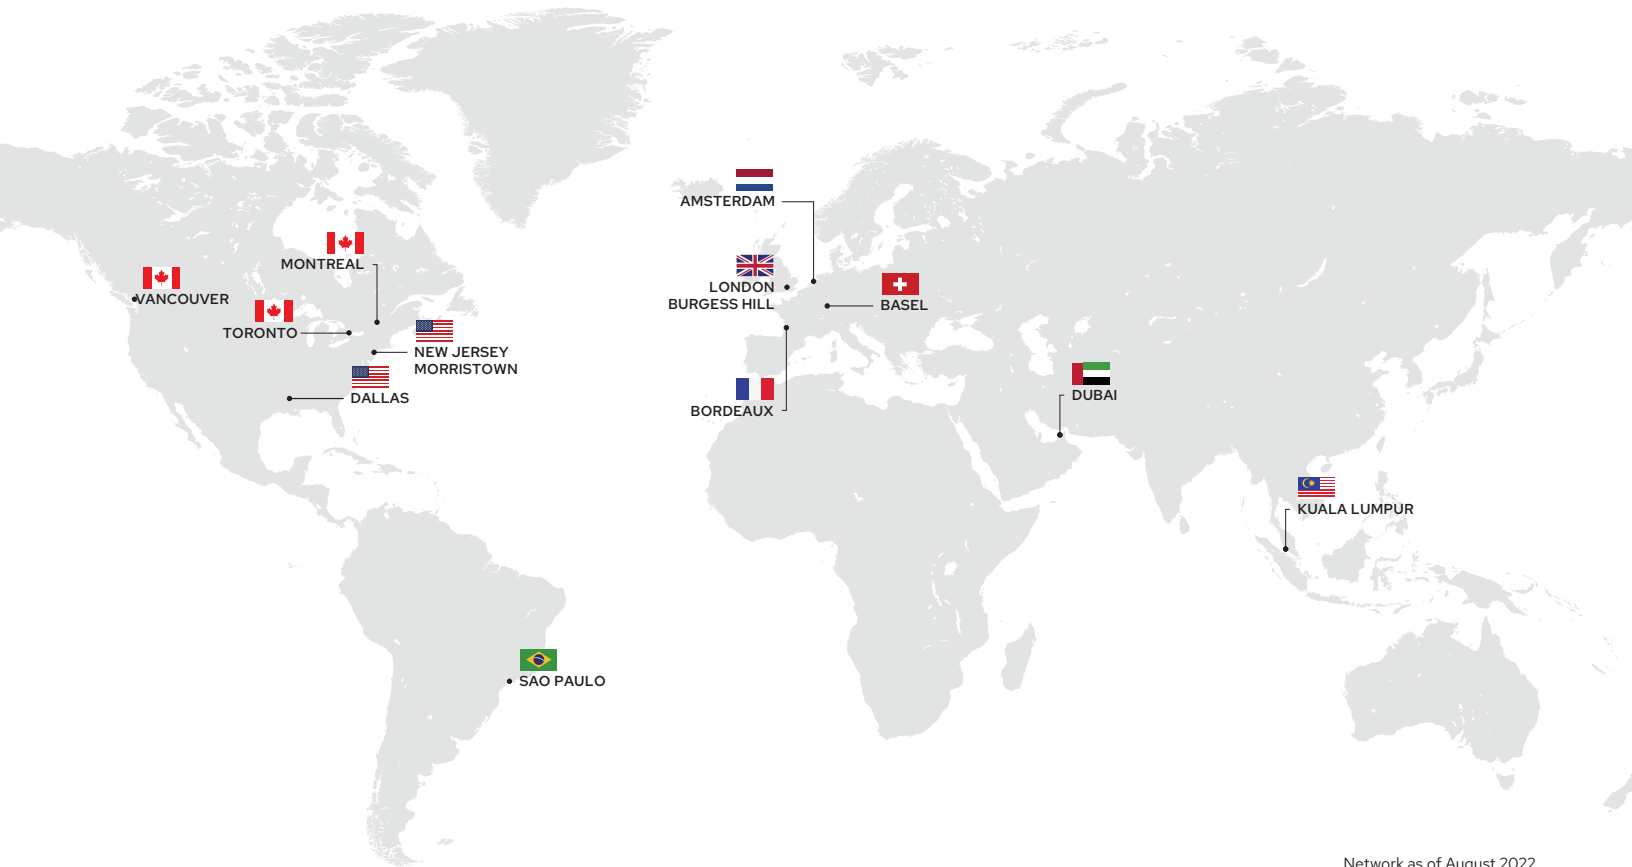 AMSTERDAM
MONTREAL
VANCOUVER
LONDON
BURGESS HILL
BASEL
TORONTO
NEW JERSEY
MORRISTOWN
DALLAS
BORDEAUX
DUBAI
KUALA LUMPUR
SAO PAULO
Network as of August 2022